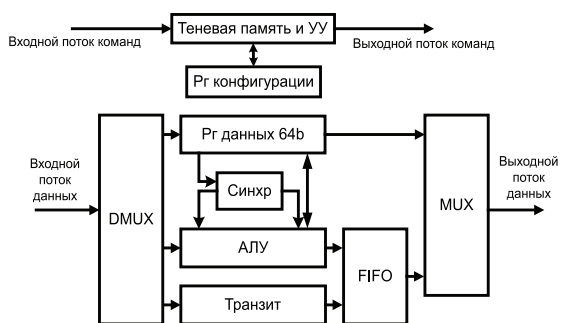 Входной поток команд
Теневая память и УУ
Выходной поток команд
Рг конфигурации
Входной
поток
данных
DMUX
Рг данных 64b
Синхр
АЛУ
Транзит
FIFO
MUX
Выходной
поток
данных